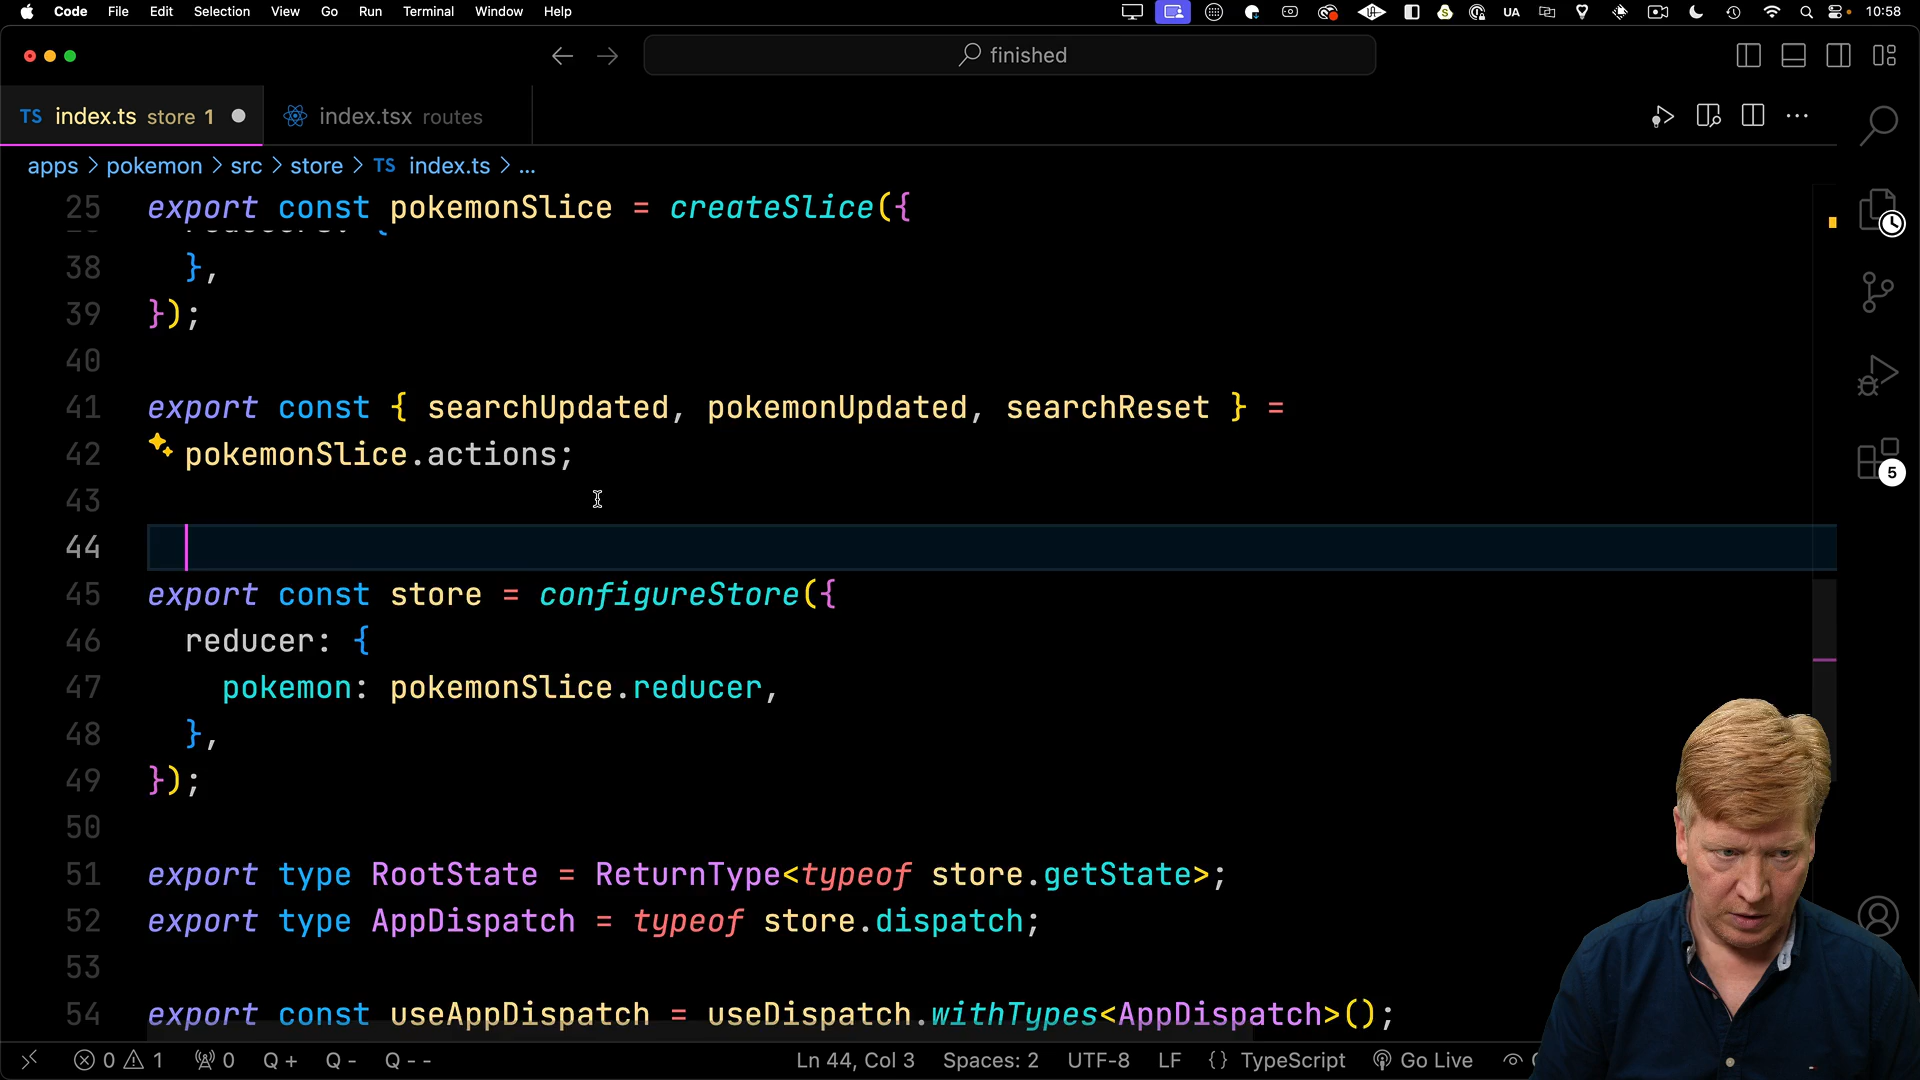 Code File Edit Selection View Go Run Terminal Window Help UA 10:58
finished
TS index.ts store 1 index.tsx routes
apps > pokemon > src > store > TS index.ts > ...
25 export const pokemonSlice = createSlice({
38 },
39 });
40
41 export const { searchUpdated, pokemonUpdated, searchReset } =
42 pokemonSlice.actions;
43
44
45 export const store = configureStore({
46 reducer: {
47 pokemon: pokemonSlice.reducer,
48 },
49 });
50
51 export type RootState = ReturnType<typeof store.getState>;
52 export type AppDispatch = typeof store.dispatch;
53
54 export const useAppDispatch = useDispatch.withTypes<AppDispatch>();
5
0 1 0 Q + Q - Q -- Ln 44, Col 3 Spaces: 2 UTF-8 LF {} TypeScript Go Live